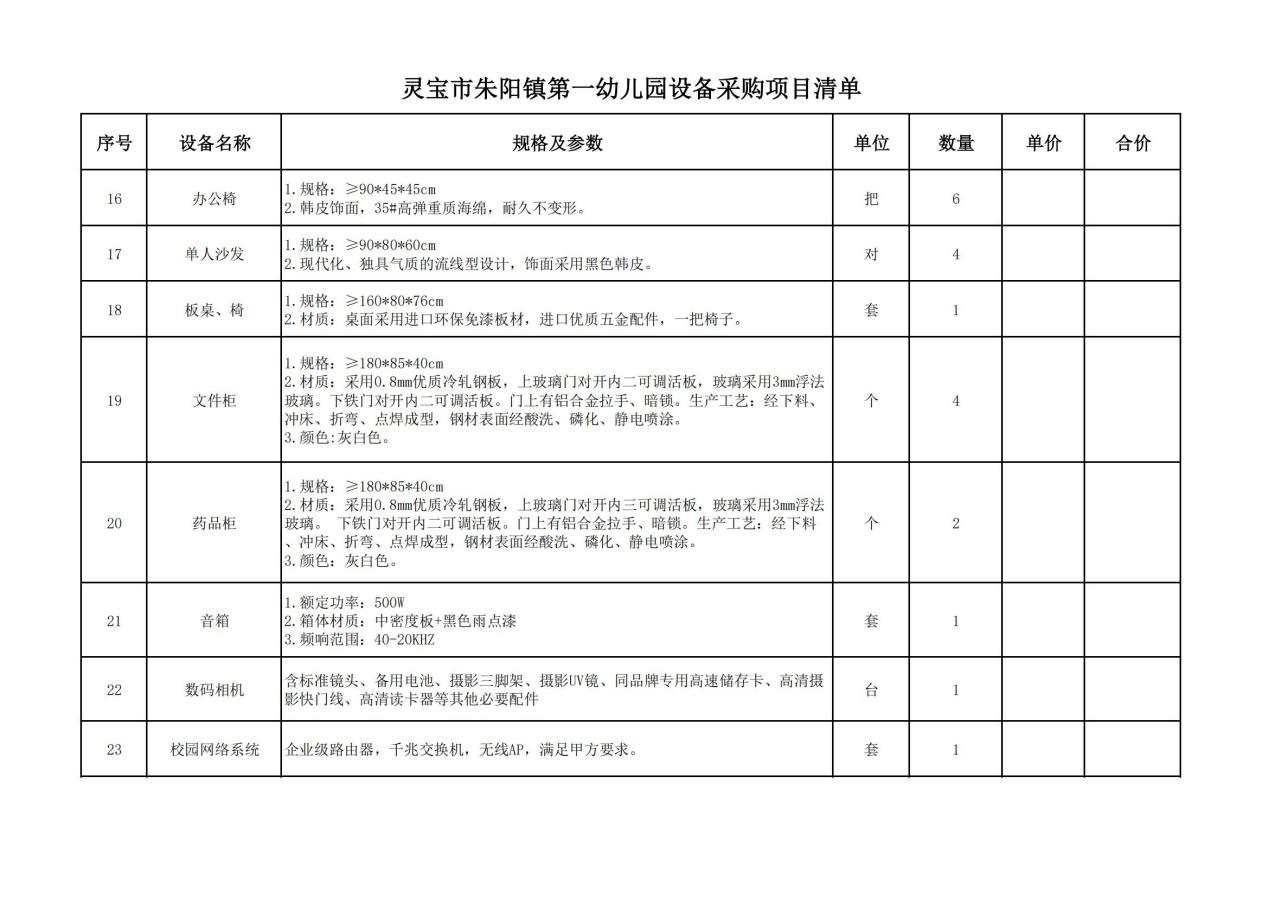 灵宝市朱阳镇第一幼儿园设备采购项目清单
序号 设备名称 规格及参数 单位 数量 单价 合价
16 办公椅 1.规格：≥90*45*45cm
2.韩皮饰面，35#高弹重质海绵，耐久不变形。 把 6
17 单人沙发 1.规格：≥90*80*60cm
2.现代化、独具气质的流线型设计，饰面采用黑色韩皮。 对 4
18 板桌、椅 1.规格：≥160*80*76cm
2.材质：桌面采用进口环保免漆板材，进口优质五金配件，一把椅子。 套 1
19 文件柜 1.规格：≥180*85*40cm
2.材质：采用0.8mm优质冷轧钢板，上玻璃门对开内二可调活板，玻璃采用3mm浮法
玻璃。下铁门对开内二可调活板。门上有铝合金拉手、暗锁。生产工艺：经下料、
冲床、折弯、点焊成型，钢材表面经酸洗、磷化、静电喷涂。
3.颜色:灰白色。 个 4
20 药品柜 1.规格：≥180*85*40cm
2.材质：采用0.8mm优质冷轧钢板，上玻璃门对开内三可调活板，玻璃采用3mm浮法
玻璃。 下铁门对开内二可调活板。门上有铝合金拉手、暗锁。生产工艺：经下料
、冲床、折弯、点焊成型，钢材表面经酸洗、磷化、静电喷涂。
3.颜色：灰白色。 个 2
21 音箱 1.额定功率：500W
2.箱体材质：中密度板+黑色雨点漆
3.频响范围：40-20KHZ 套 1
22 数码相机 含标准镜头、备用电池、摄影三脚架、摄影UV镜、同品牌专用高速储存卡、高清摄
影快门线、高清读卡器等其他必要配件 台 1
23 校园网络系统 企业级路由器，千兆交换机，无线AP，满足甲方要求。 套 1